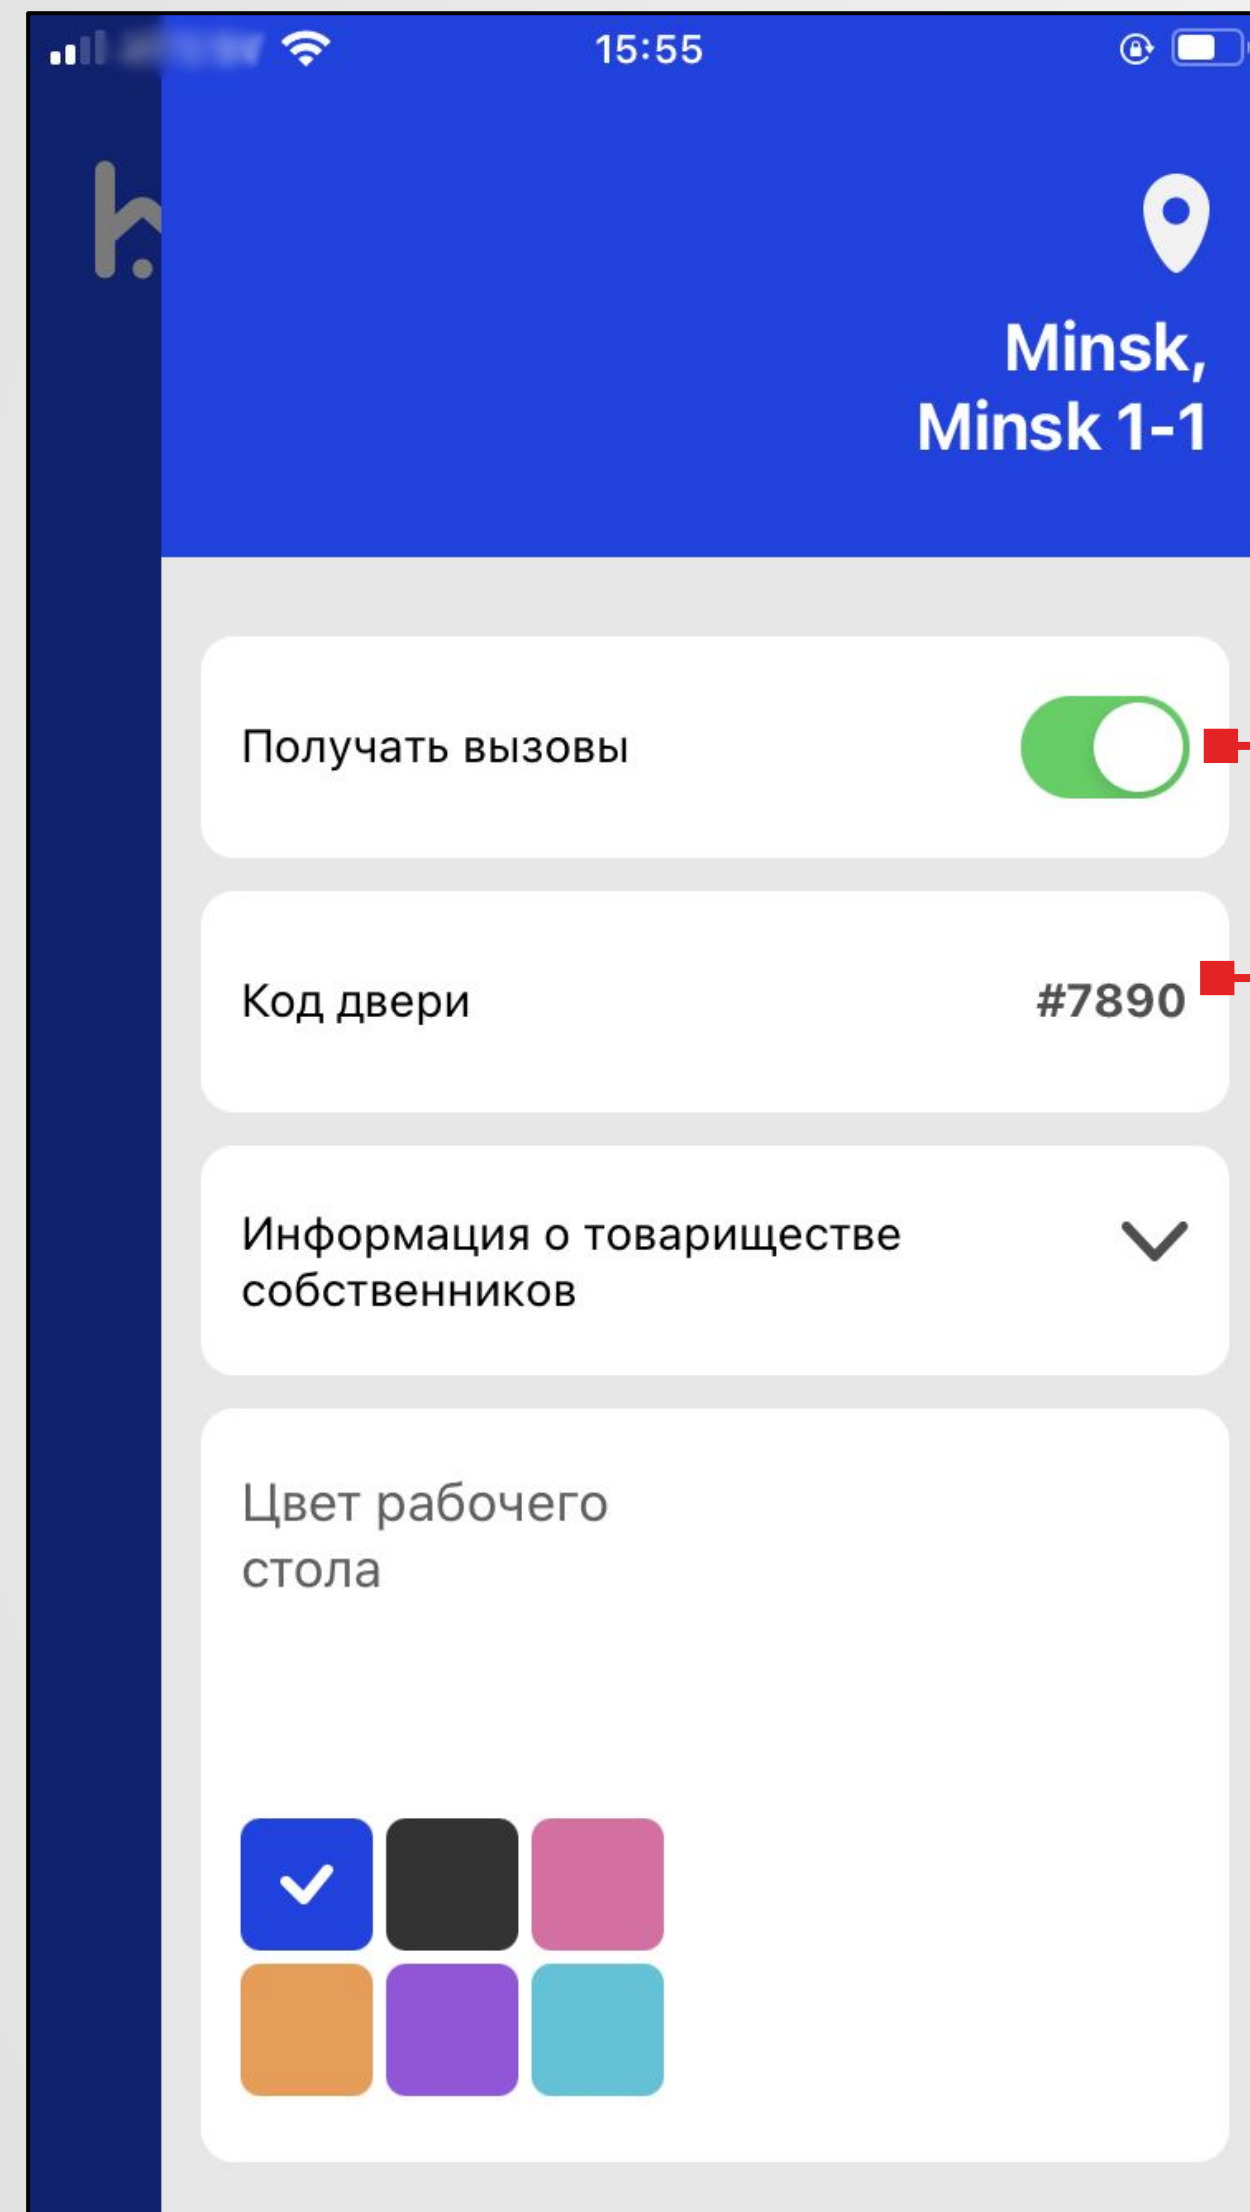 15:55
Minsk,
Minsk 1-1
Получать вызовы
Код двери
#7890
Информация о товариществе
собственников
Цвет рабочего
стола